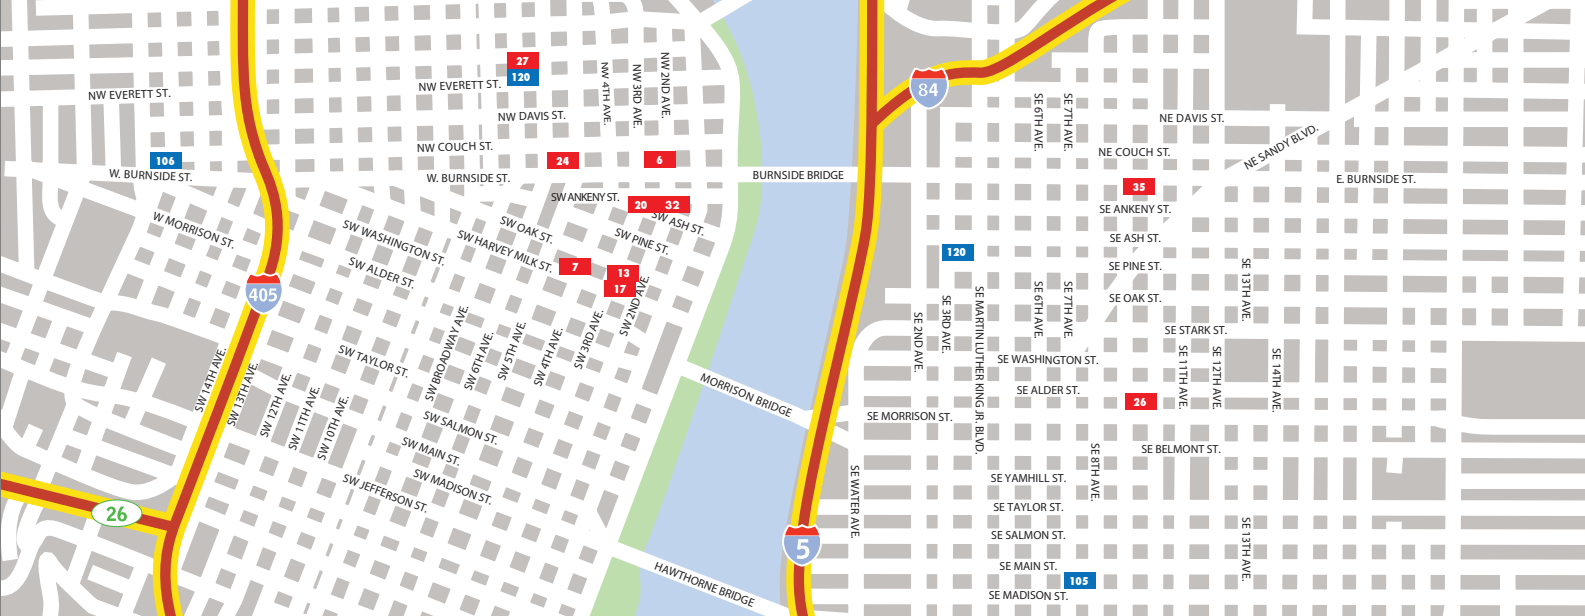 27
120
NW EVERETT ST.
NW EVERETT ST.
NW 4TH AVE.
NW 3RD AVE.
NW 2ND AVE.
84
SE 6TH AVE.
SE 7TH AVE.
NW DAVIS ST.
NE DAVIS ST.
NE SANDY BLVD.
NW COUCH ST.
NE COUCH ST.
106
24
6
W. BURNSIDE ST.
W. BURNSIDE ST.
BURNSIDE BRIDGE
E. BURNSIDE ST.
35
SW ANKENY ST.
20
32
SE ANKENY ST.
W MORRISON ST.
SW WASHINGTON ST.
SW OAK ST.
SW ASH ST.
SW PINE ST.
SE ASH ST.
SW HARVEY MILK ST.
120
SW ALDER ST.
7
13
17
SE PINE ST.
405
SE OAK ST.
SE 13TH AVE.
SW 2ND AVE.
SE 6TH AVE.
SE 7TH AVE.
SE 3RD AVE.
SE 2ND AVE.
SE MARTIN LUTHER KING JR. BLVD.
SE STARK ST.
SW 14TH AVE.
SW 13TH AVE.
SW 12TH AVE.
SW 11TH AVE.
SW 10TH AVE.
SW TAYLOR ST.
SW BROADWAY AVE.
SW 6TH AVE.
SW 5TH AVE.
SW 4TH AVE.
SW 3RD AVE.
SE WASHINGTON ST.
SE 11TH AVE.
SE 12TH AVE.
SE 14TH AVE.
MORRISON BRIDGE
SE ALDER ST.
26
SW SALMON ST.
SE MORRISON ST.
SW MAIN ST.
SE BELMONT ST.
SW JEFFERSON ST.
SW MADISON ST.
SE WATER AVE.
SE 8TH AVE.
SE YAMHILL ST.
26
SE TAYLOR ST.
SE SALMON ST.
SE 13TH AVE.
5
HAWTHORNE BRIDGE
SE MAIN ST.
105
SE MADISON ST.